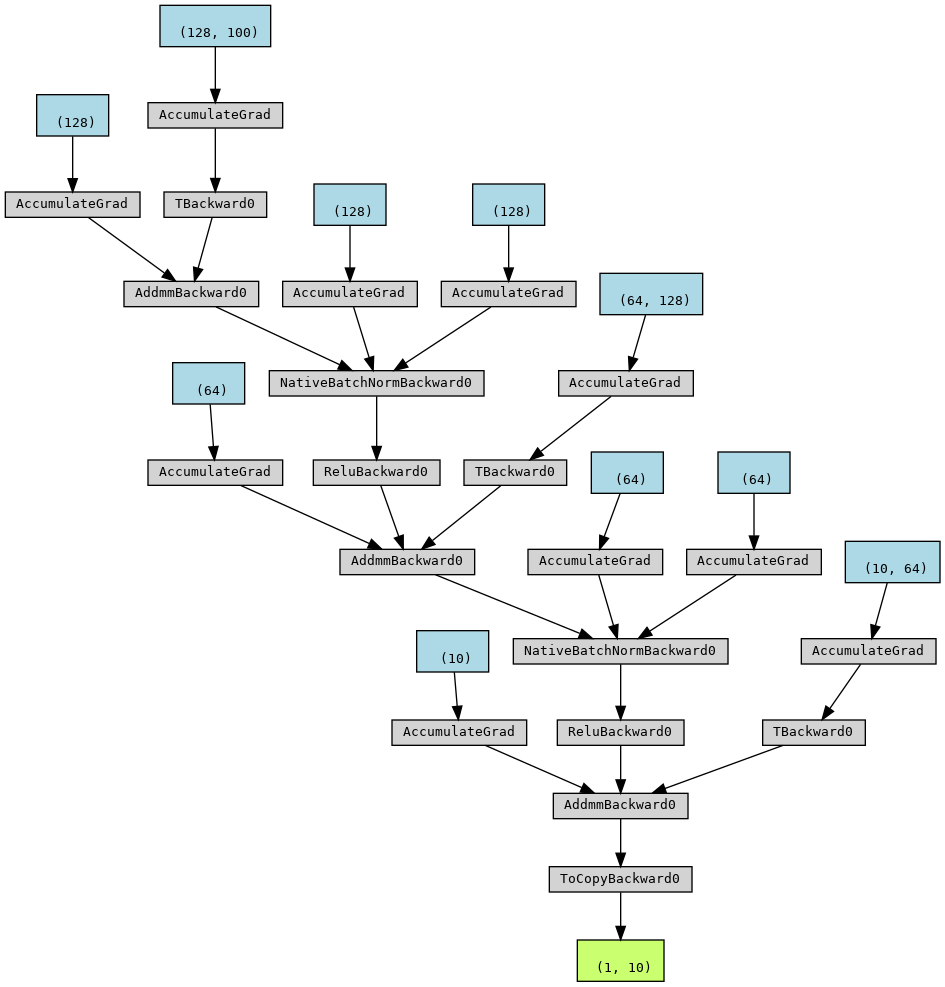 (128, 100)
(128)
AccumulateGrad
AccumulateGrad
TBackward0
(128)
(128)
AddmmBackward0
AccumulateGrad
AccumulateGrad
(64, 128)
(64)
NativeBatchNormBackward0
AccumulateGrad
AccumulateGrad
ReluBackward0
TBackward0
(64)
(64)
AddmmBackward0
AccumulateGrad
AccumulateGrad
(10, 64)
(10)
NativeBatchNormBackward0
AccumulateGrad
AccumulateGrad
ReluBackward0
TBackward0
AddmmBackward0
ToCopyBackward0
(1, 10)